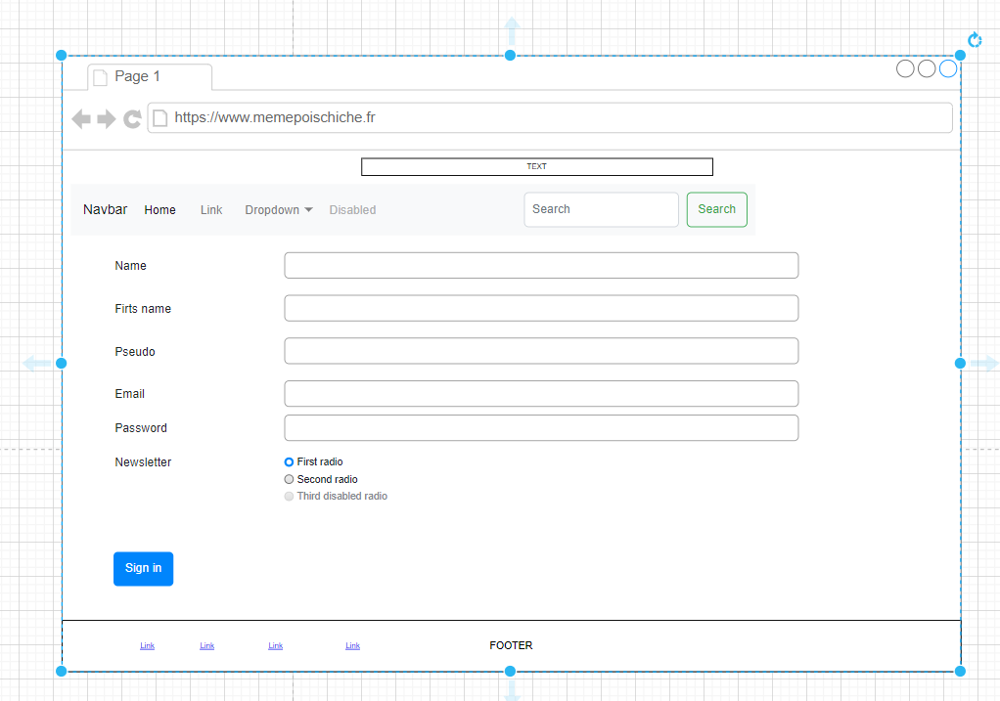 Page 1
https://www.memepoischiche.fr
TEXT
Navbar Home Link Dropdown Disabled Search Search
Name
Firts name
Pseudo
Email
Password
Newsletter First radio
Second radio
Third disabled radio
Sign in
Link Link Link Link FOOTER